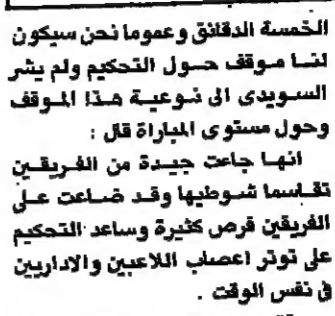 الخمسة الدقائق وعموما نحن سيكون
لنا موقف حول التحكيم ولم يشر
السويدى الى نوعية هذا الموقف
وحول مستوى المباراة قال :
انها جاءت جيدة من الفريقين
تقاسما شوطيها وقد ضاعت على
الفريقين فرص كثيرة وساعد التحكيم
على توتر اعصاب اللاعبين والاداريين
في نفس الوقت .